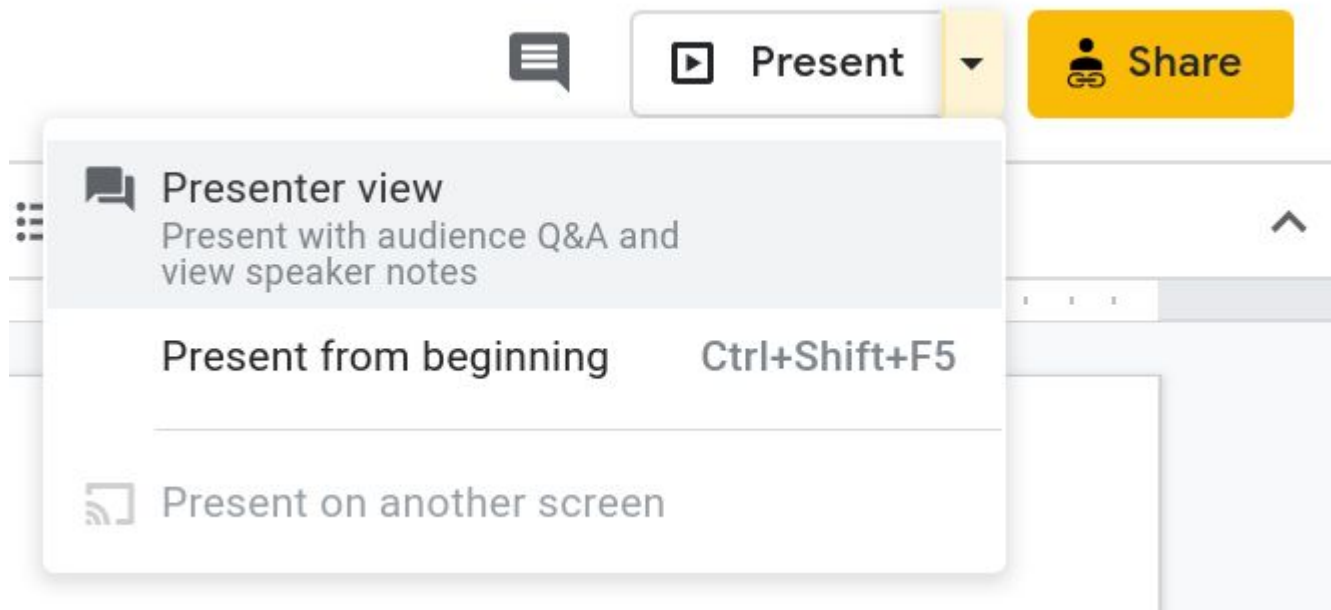 Present
Share
Presenter view
Present with audience Q&A and
view speaker notes
Present from beginning Ctrl+Shift+F5
Present on another screen